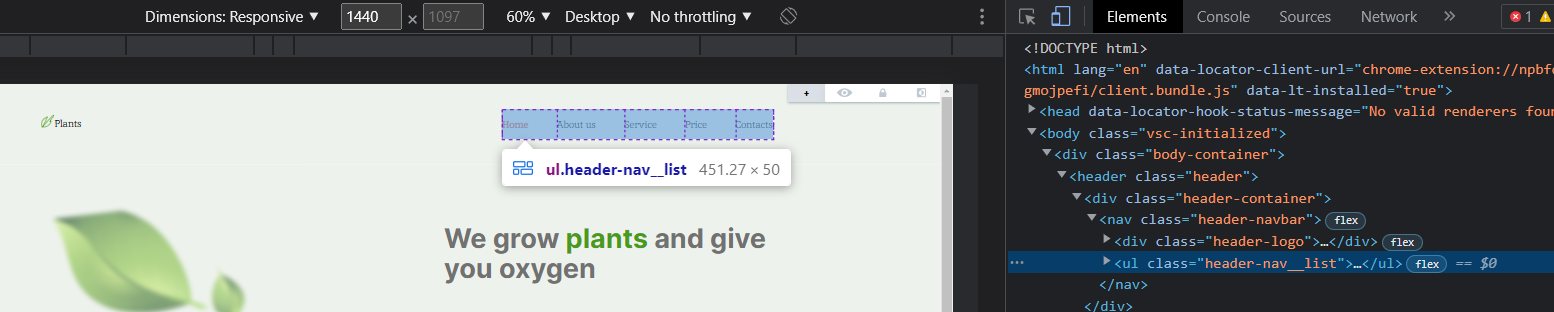 Dimensions: Responsive ▼ 1440 × 1097 60% ▼ Desktop ▼ No throttling ▼
Elements Console Sources Network » 1
<!DOCTYPE html>
<html lang="en" data-locator-client-url="chrome-extension://npbfd
gmojpefi/client.bundle.js" data-lt-installed="true">
<head data-locator-hook-status-message="No valid renderers foun
<body class="vsc-initialized">
<div class="body-container">
<header class="header">
<div class="header-container">
<nav class="header-navbar"> flex
<div class="header-logo">…</div> flex
<ul class="header-nav__list">…</ul> flex == $0
</nav>
</div>
+
Plants
Home About us Service Price Contacts
ul.header-nav__list 451.27 × 50
We grow plants and give
you oxygen